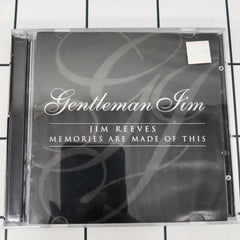 Gentleman Jim
JIM REEVES
MEMORIES ARE MADE OF THIS